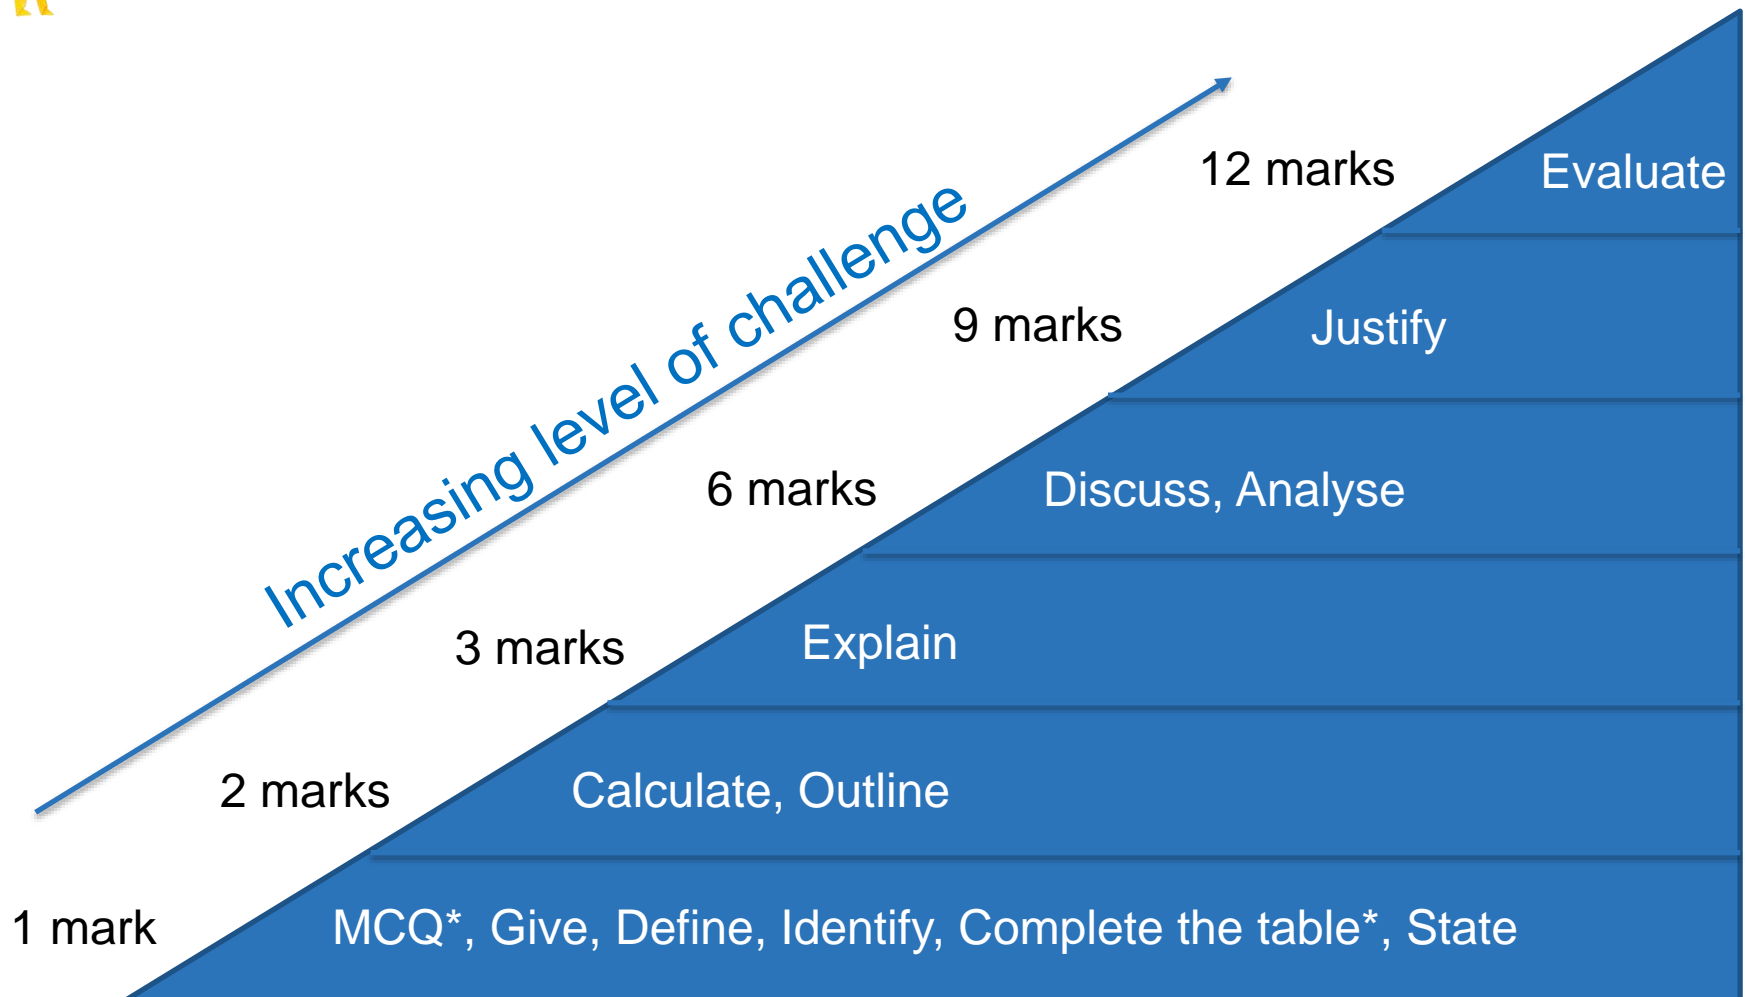 12 marks Evaluate
Increasing level of challenge
9 marks Justify
6 marks Discuss, Analyse
3 marks Explain
2 marks Calculate, Outline
1 mark MCQ*, Give, Define, Identify, Complete the table*, State